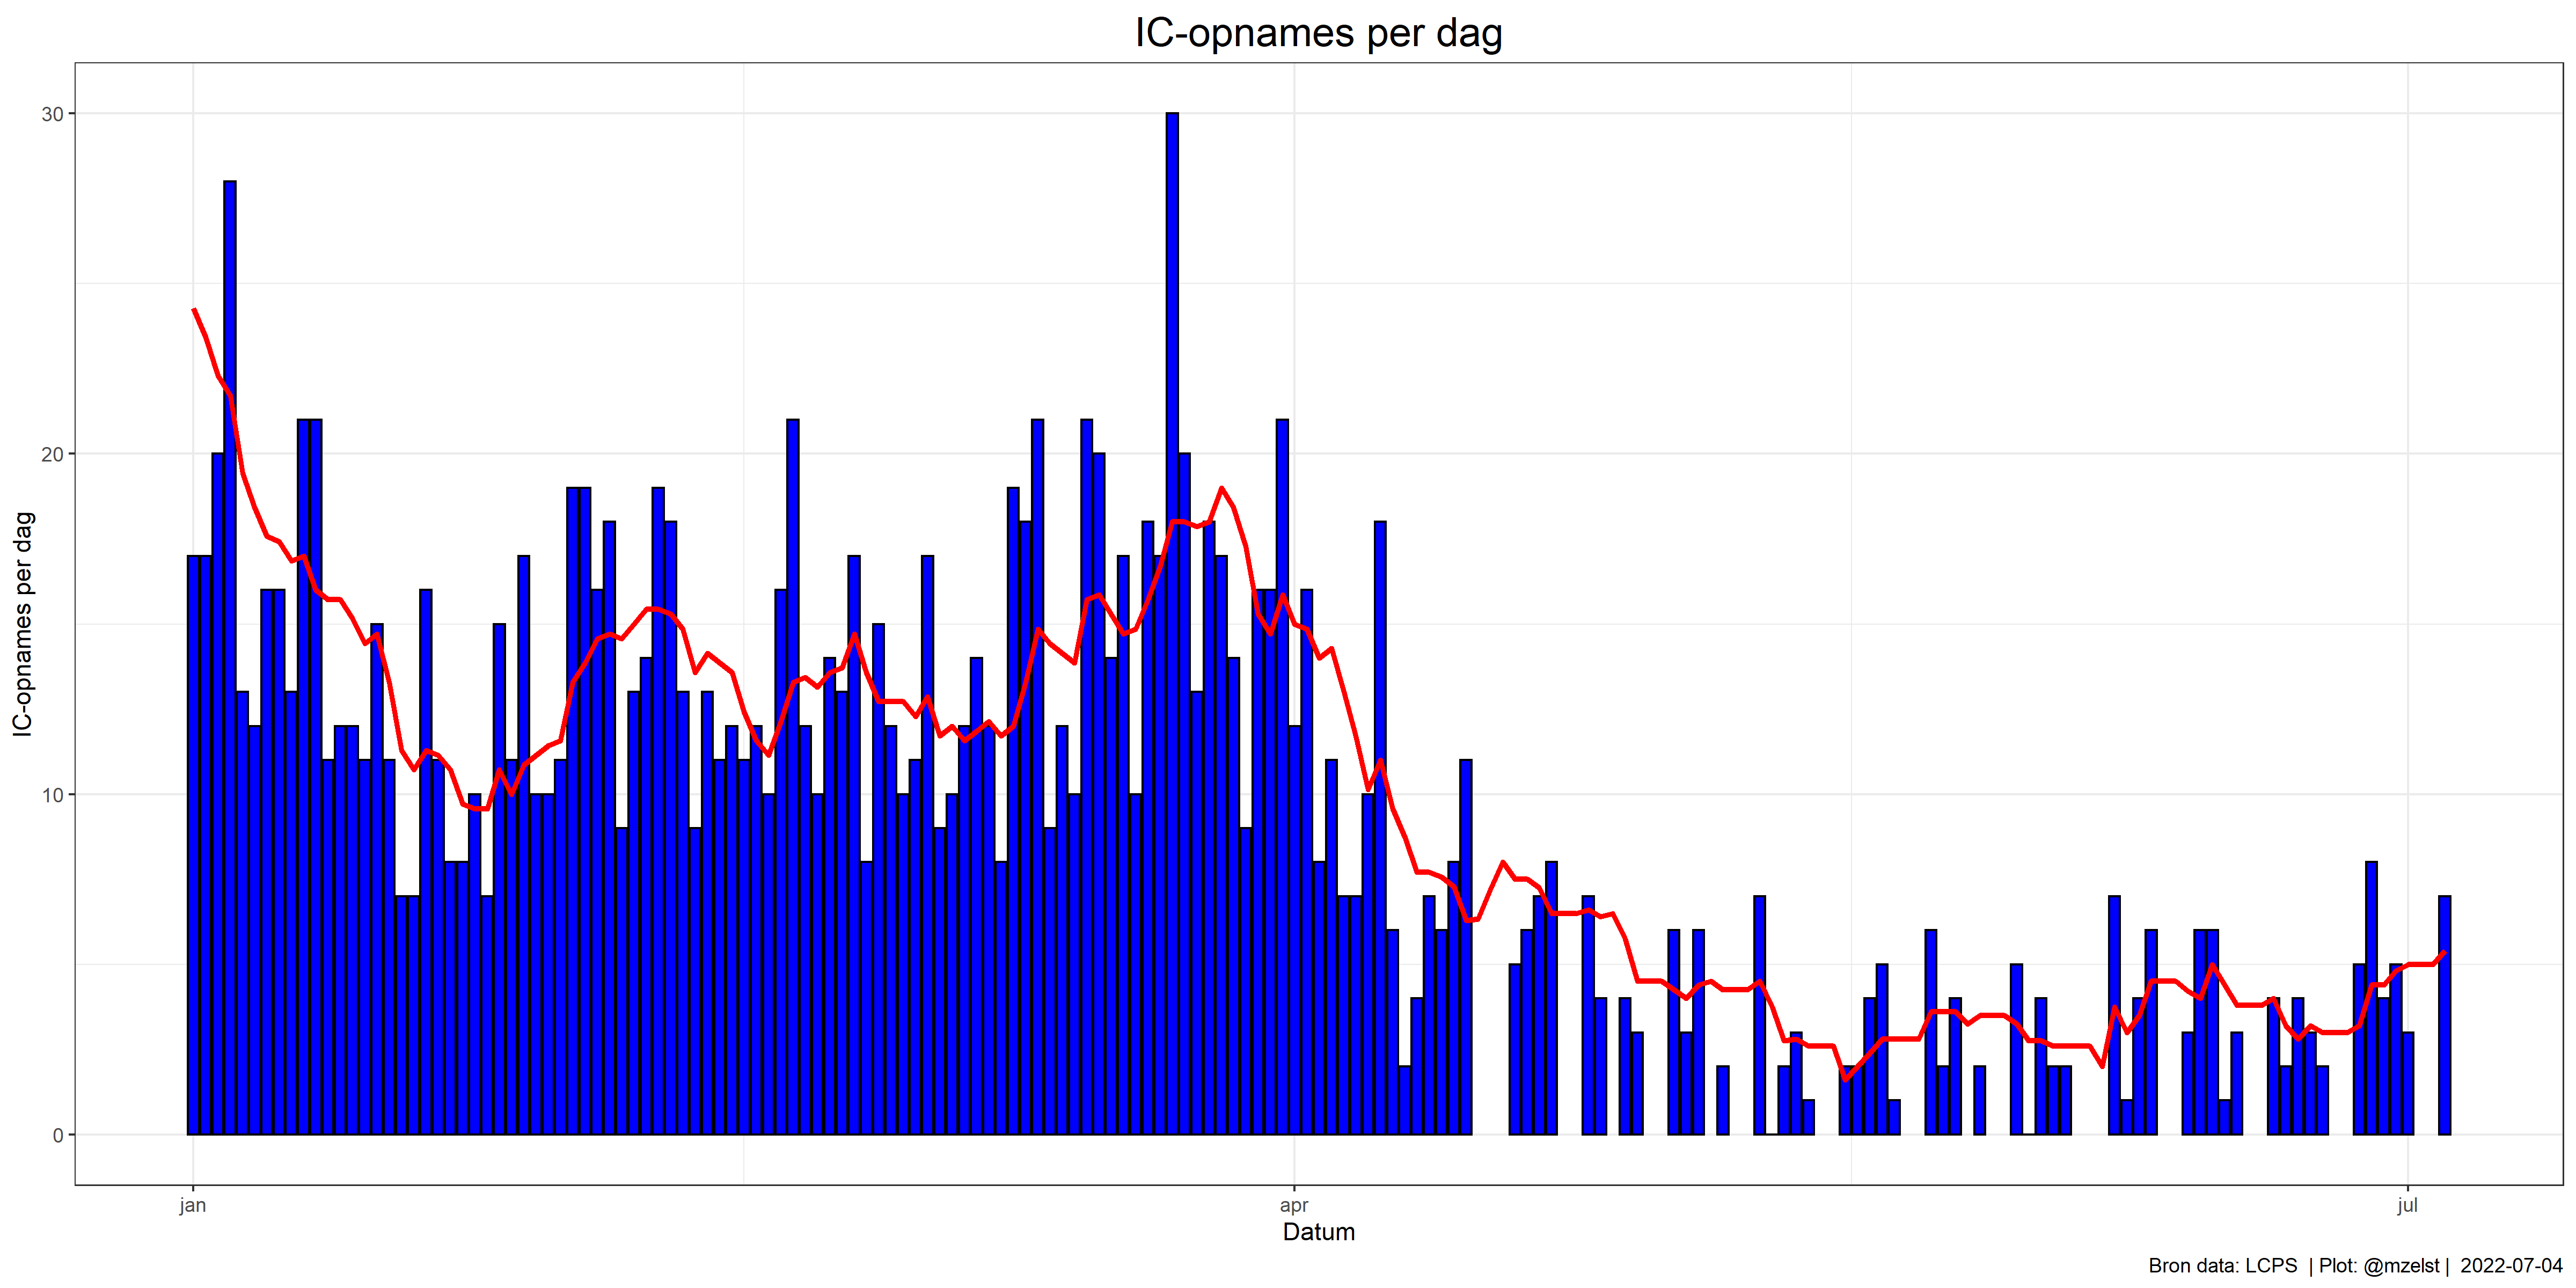 IC-opnames per dag
IC-opnames per dag
30
20
10
0
jan
apr
jul
Datum
Bron data: LCPS | Plot: @mzelst | 2022-07-04